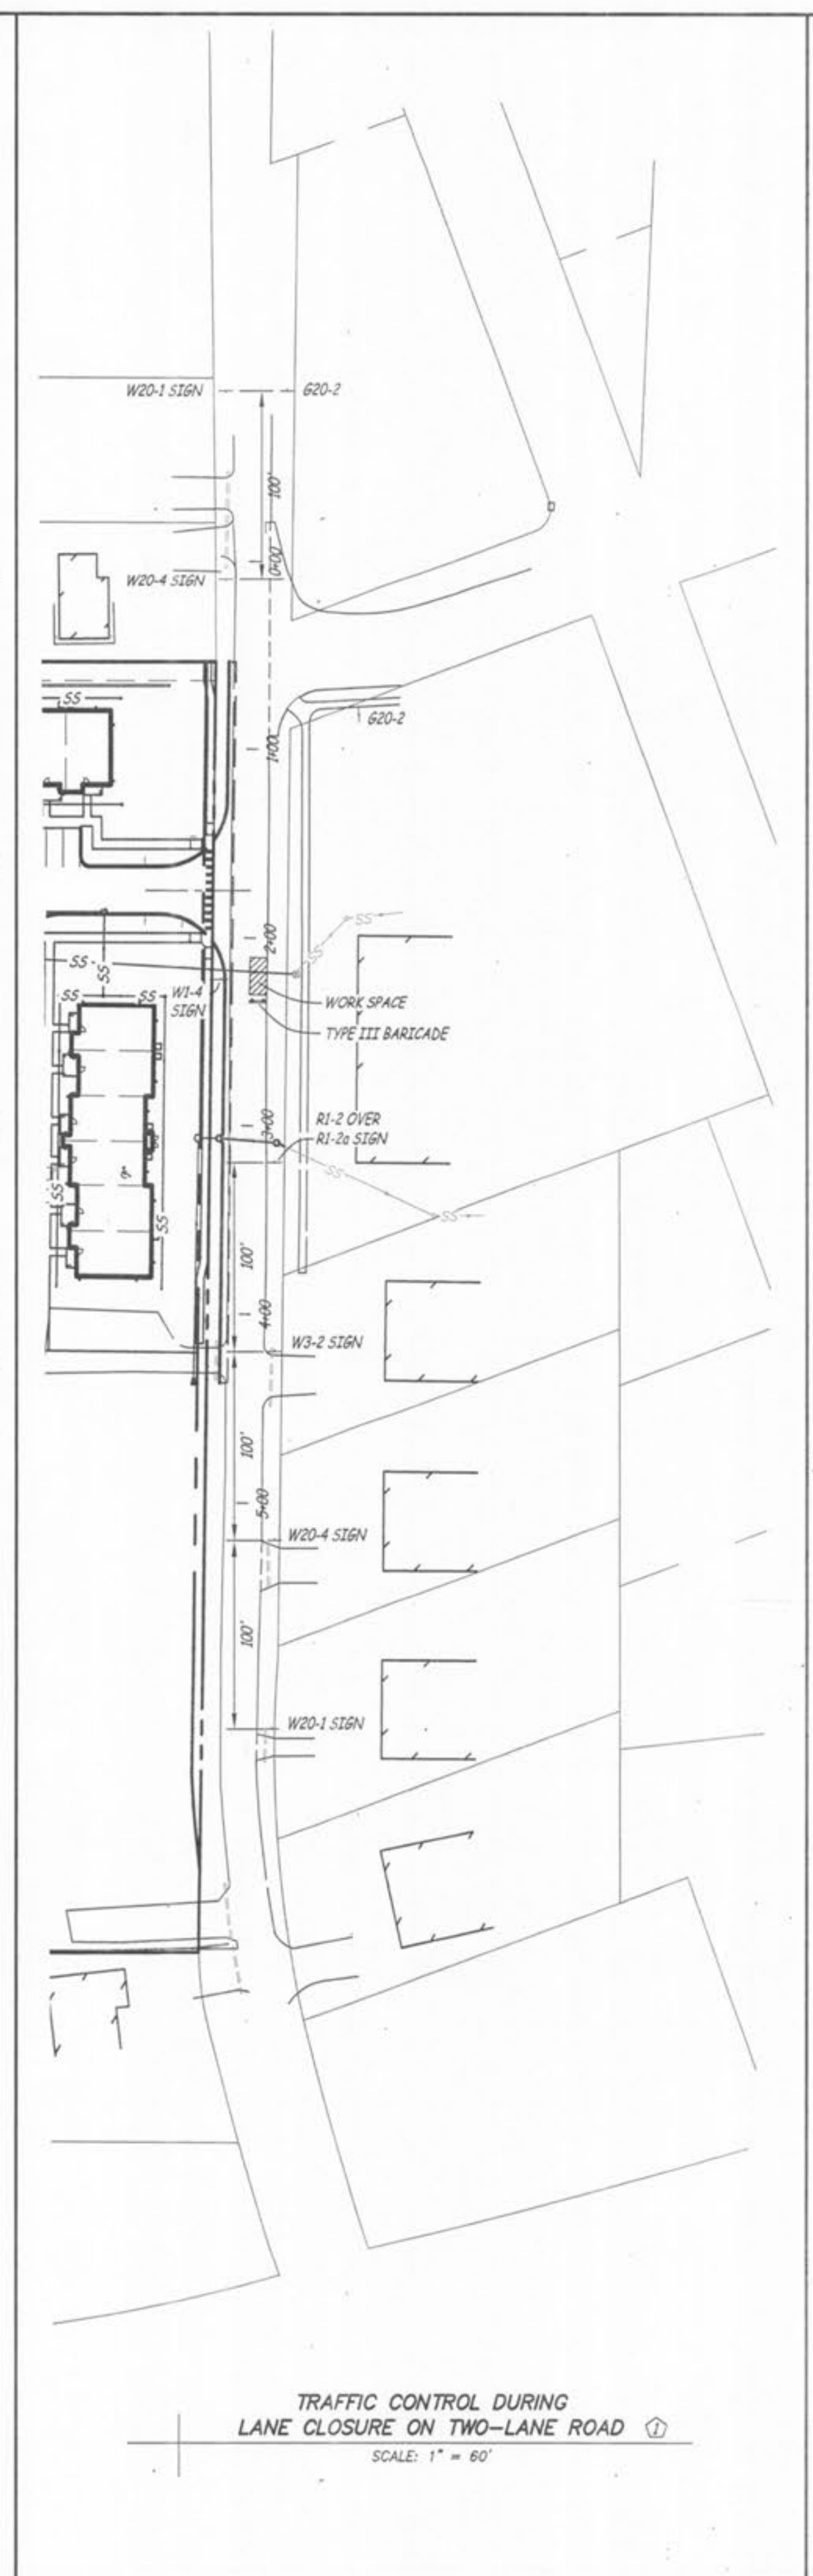 W20-1 SIGN
G20-2
100'
0+00
W20-4 SIGN
SS
G20-2
1+00
SS
SS
2+00
SS
SS
SS
SS
W1-4
SIGN
WORK SPACE
TYPE III BARICADE
3+00
R1-2 OVER
R1-2a SIGN
SS
SS
SS
SS
100'
4+00
W3-2 SIGN
100'
5+00
W20-4 SIGN
100'
W20-1 SIGN
TRAFFIC CONTROL DURING
LANE CLOSURE ON TWO-LANE ROAD 1
SCALE: 1" = 60'